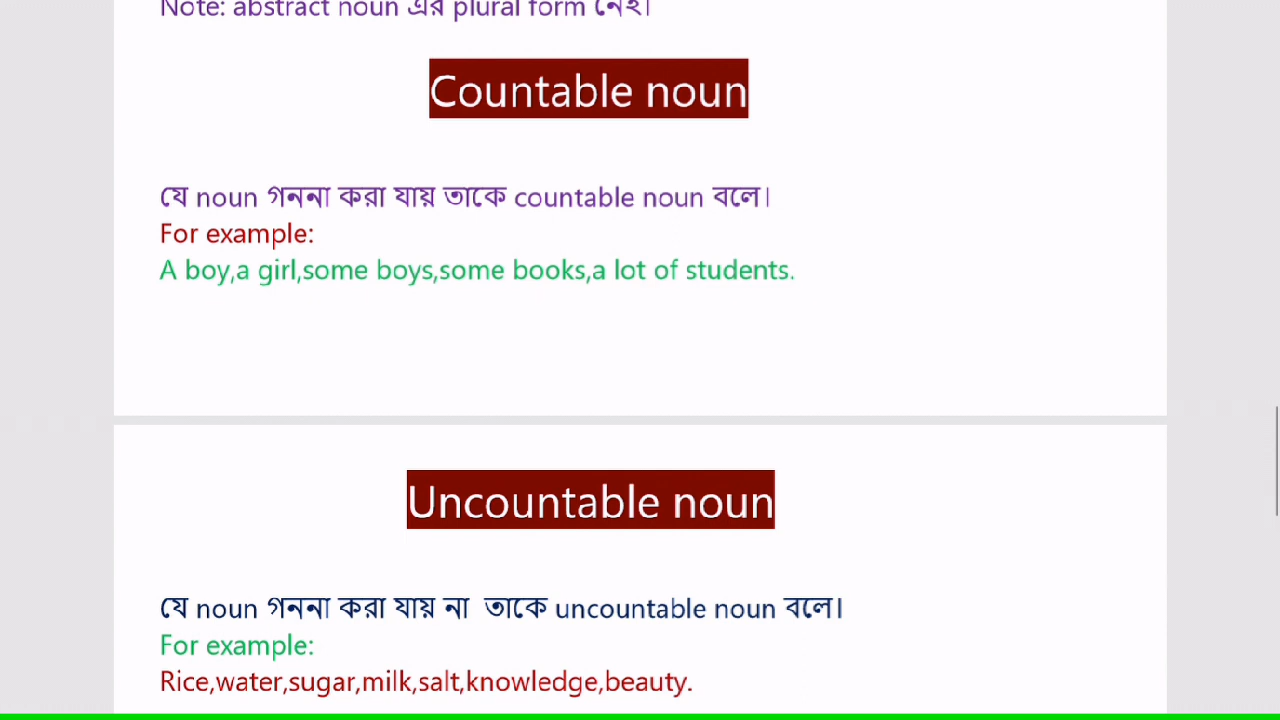 Note: abstract noun এর plural form নেই।
Countable noun
যে noun গননা করা যায় তাকে countable noun বলে।
For example:
A boy,a girl,some boys,some books,a lot of students.
Uncountable noun
যে noun গননা করা যায় না তাকে uncountable noun বলে।
For example:
Rice,water,sugar,milk,salt,knowledge,beauty.